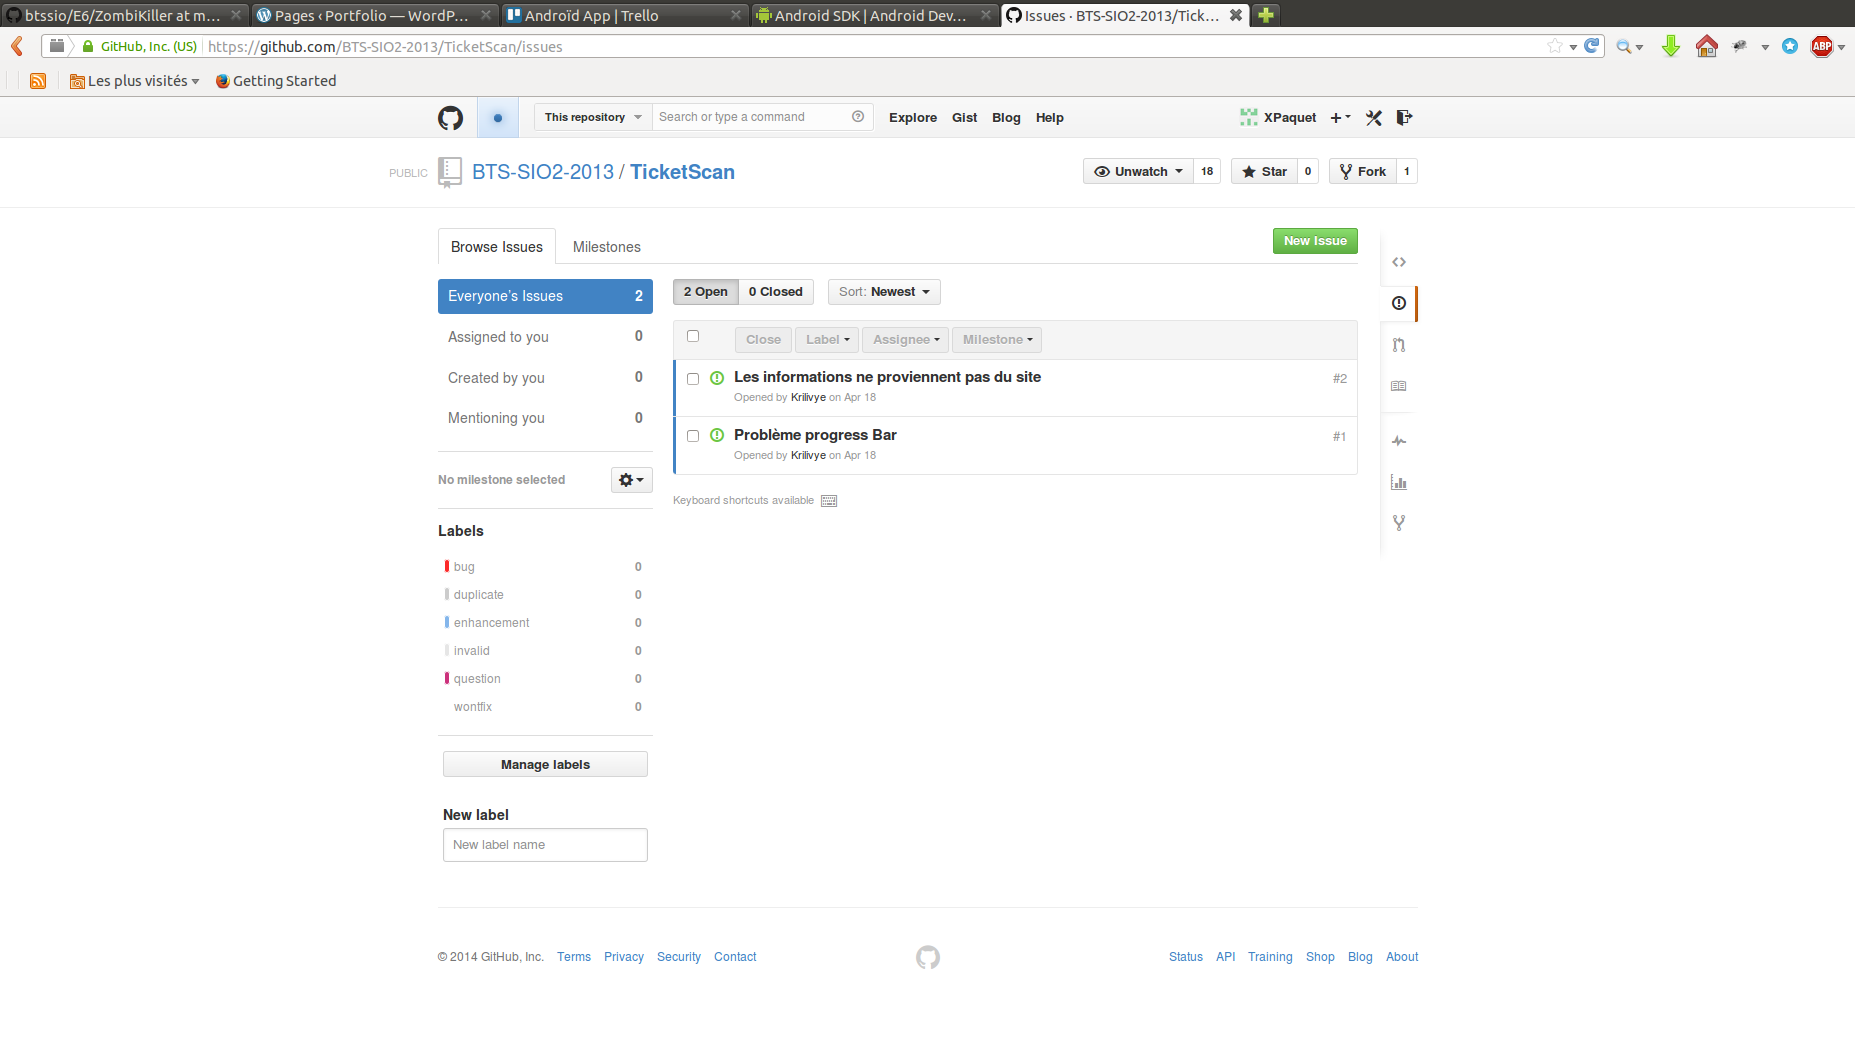 btssio/E6/ZombiKiller at m...
Pages ‹ Portfolio — WordP...
Androïd App | Trello
Android SDK | Android Dev...
Issues · BTS-SIO2-2013/Tick...
GitHub, Inc. (US)
https://github.com/BTS-SIO2-2013/TicketScan/issues
ABP
Les plus visités
Getting Started
This repository
Search or type a command
Explore
Gist
Blog
Help
XPaquet
PUBLIC
BTS-SIO2-2013 / TicketScan
Unwatch
18
Star
0
Fork
1
Browse Issues
Milestones
New Issue
Everyone's Issues 2
Assigned to you 0
Created by you 0
Mentioning you 0
No milestone selected
Labels
bug 0
duplicate 0
enhancement 0
invalid 0
question 0
wontfix 0
Manage labels
New label
New label name
2 Open
0 Closed
Sort: Newest
Close
Label
Assignee
Milestone
Les informations ne proviennent pas du site #2
Opened by Krilivye on Apr 18
Problème progress Bar #1
Opened by Krilivye on Apr 18
Keyboard shortcuts available
© 2014 GitHub, Inc.
Terms
Privacy
Security
Contact
Status
API
Training
Shop
Blog
About